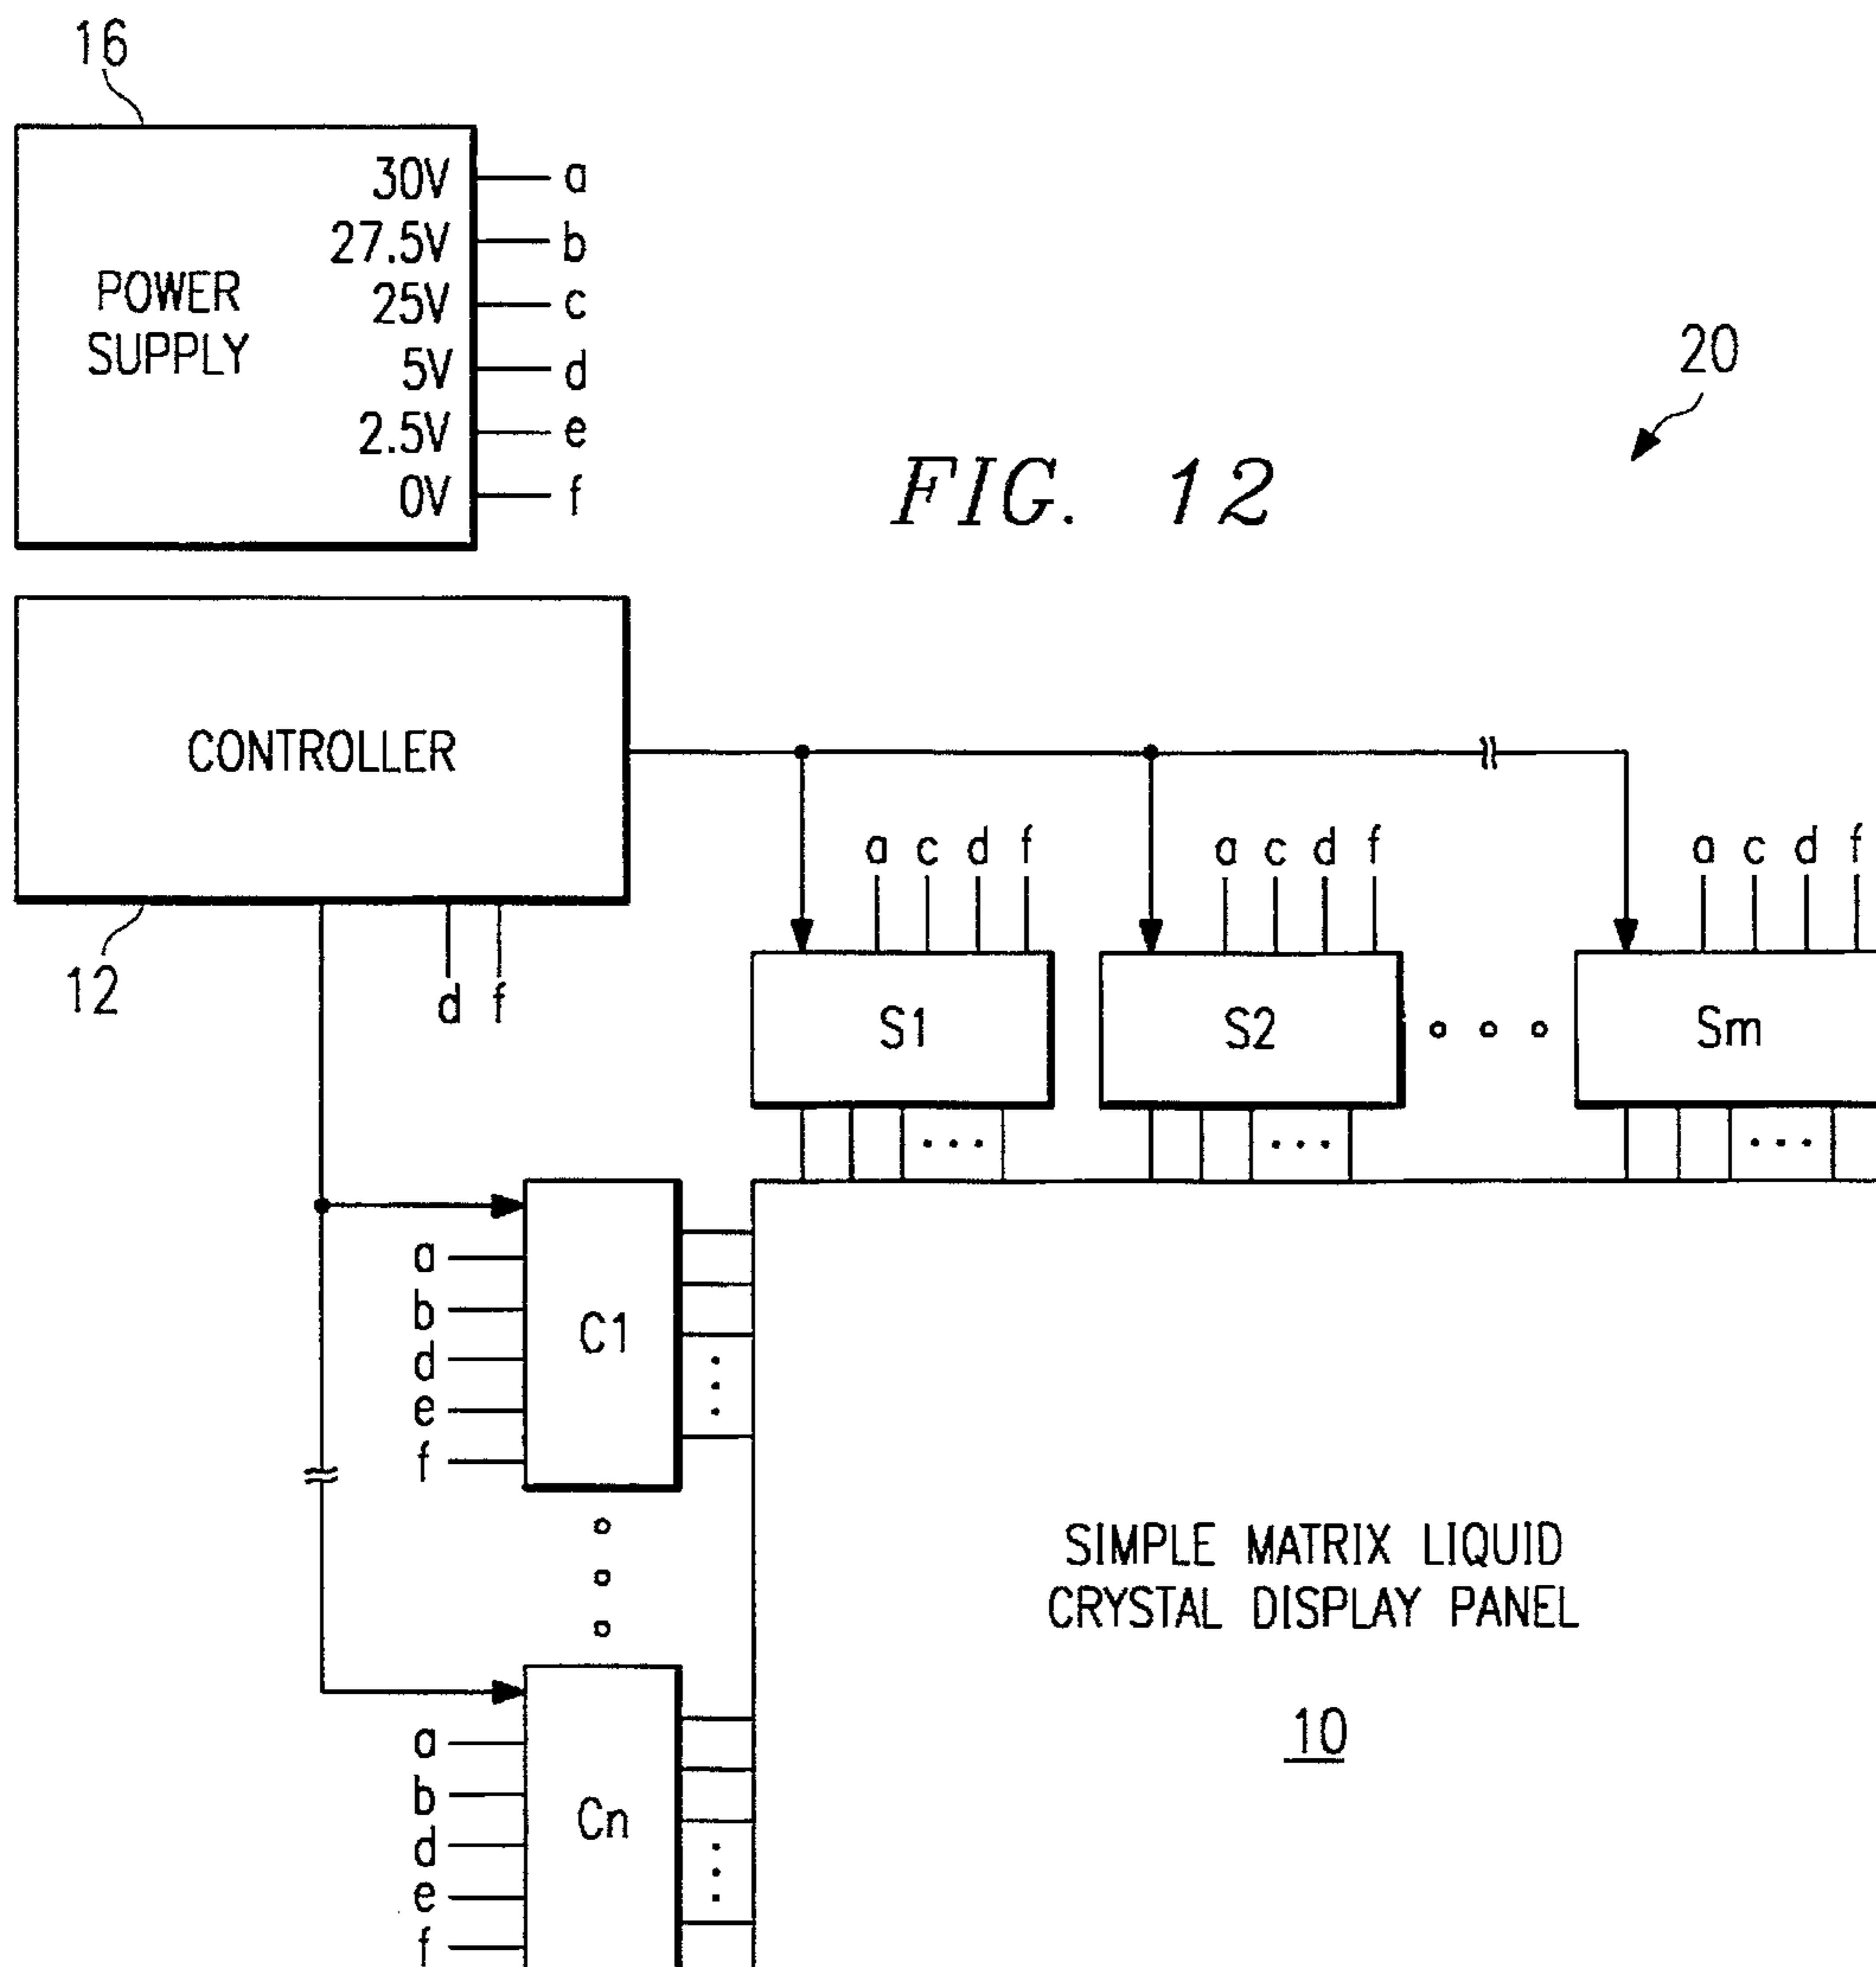 16
POWER
SUPPLY
30V a
27.5V b
25V c
5V d
2.5V e
0V f
20
FIG. 12
CONTROLLER
12
d f
a c d f
a c d f
a c d f
S1
S2
Sm
C1
a
b
d
e
f
Cn
a
b
d
e
f
SIMPLE MATRIX LIQUID
CRYSTAL DISPLAY PANEL
10